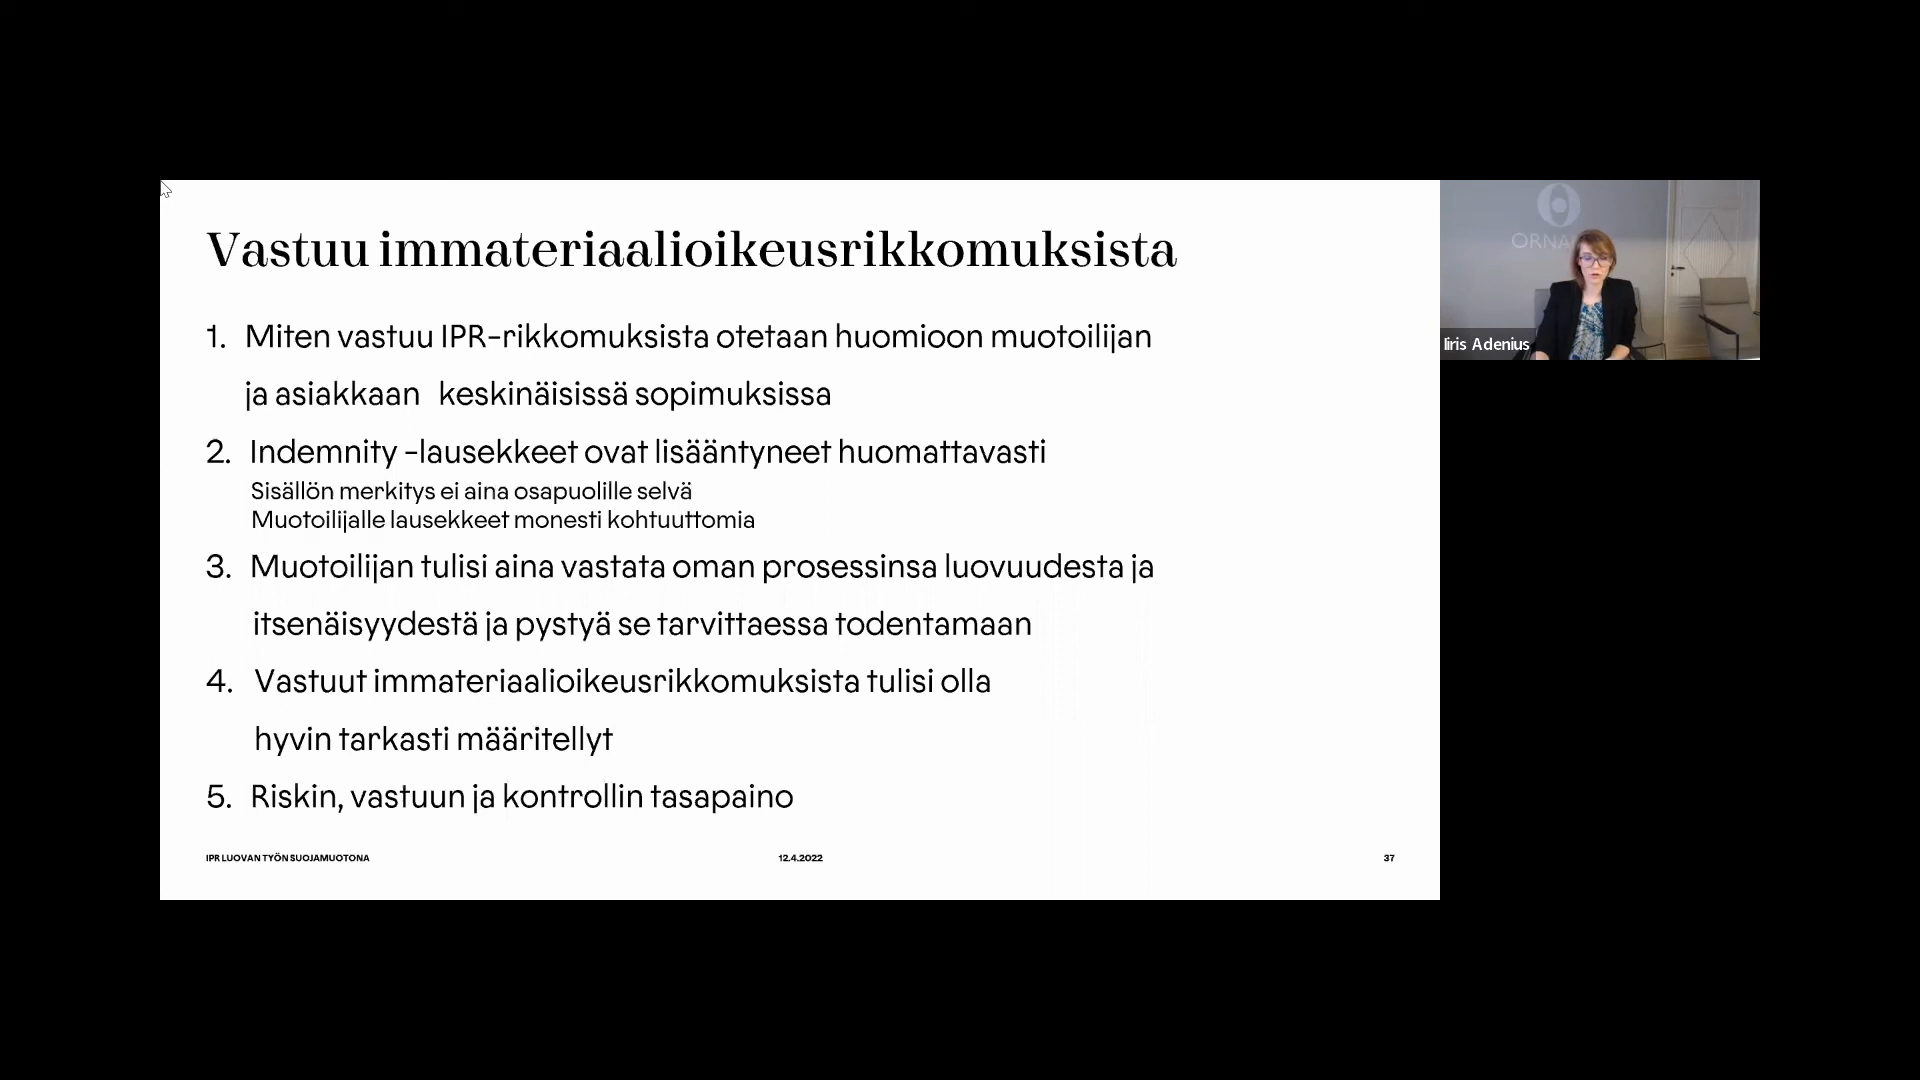 Vastuu immateriaalioikeusrikkomuksista
1. Miten vastuu IPR-rikkomuksista otetaan huomioon muotoilijan
ja asiakkaan keskinäisissä sopimuksissa
2. Indemnity -lausekkeet ovat lisääntyneet huomattavasti
Sisällön merkitys ei aina osapuolille selvä
Muotoilijalle lausekkeet monesti kohtuuttomia
3. Muotoilijan tulisi aina vastata oman prosessinsa luovuudesta ja
itsenäisyydestä ja pystyä se tarvittaessa todentamaan
4. Vastuut immateriaalioikeusrikkomuksista tulisi olla
hyvin tarkasti määritellyt
5. Riskin, vastuun ja kontrollin tasapaino
IPR LUOVAN TYÖN SUOJAMUOTONA
12.4.2022
37
Iiris Adenius